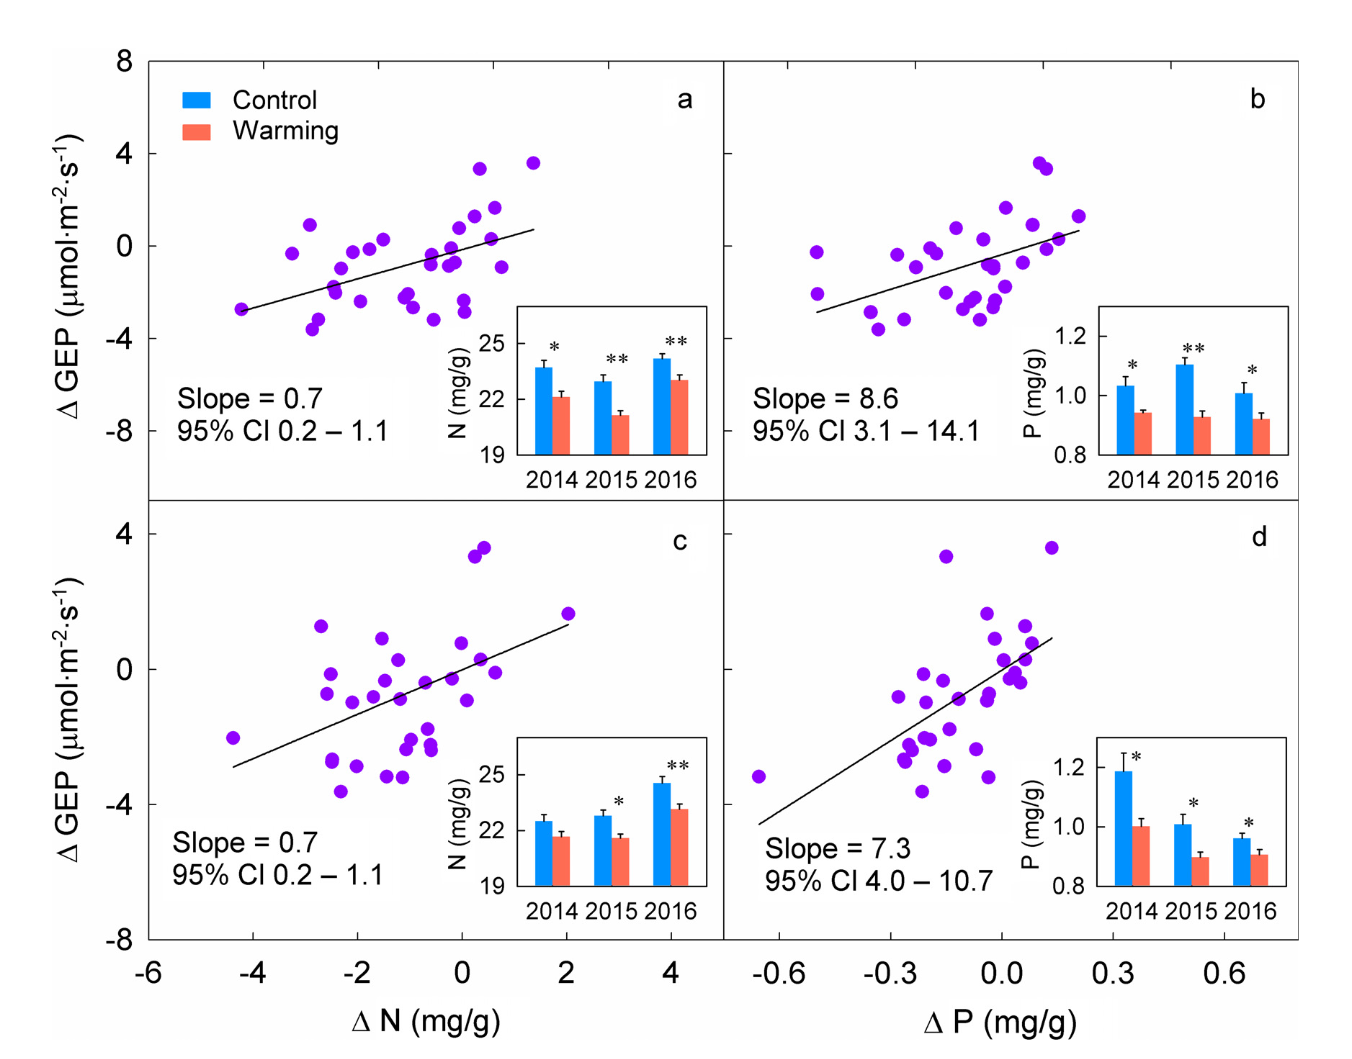 8
4
0
-4
-8
Δ GEP (μmol·m-2·s-1)
Control
Warming
a
Slope = 0.7
95% CI 0.2 – 1.1
N (mg/g)
25
22
19
* ** **
2014 2015 2016
b
Slope = 8.6
95% CI 3.1 – 14.1
P (mg/g)
1.2
1.0
0.8
* ** *
2014 2015 2016
4
0
-4
-8
Δ GEP (μmol·m-2·s-1)
c
Slope = 0.7
95% CI 0.2 – 1.1
N (mg/g)
25
22
19
* **
2014 2015 2016
d
Slope = 7.3
95% CI 4.0 – 10.7
P (mg/g)
1.2
1.0
0.8
* * *
2014 2015 2016
-6 -4 -2 0 2 4
-0.6 -0.3 0.0 0.3 0.6
Δ N (mg/g)
Δ P (mg/g)